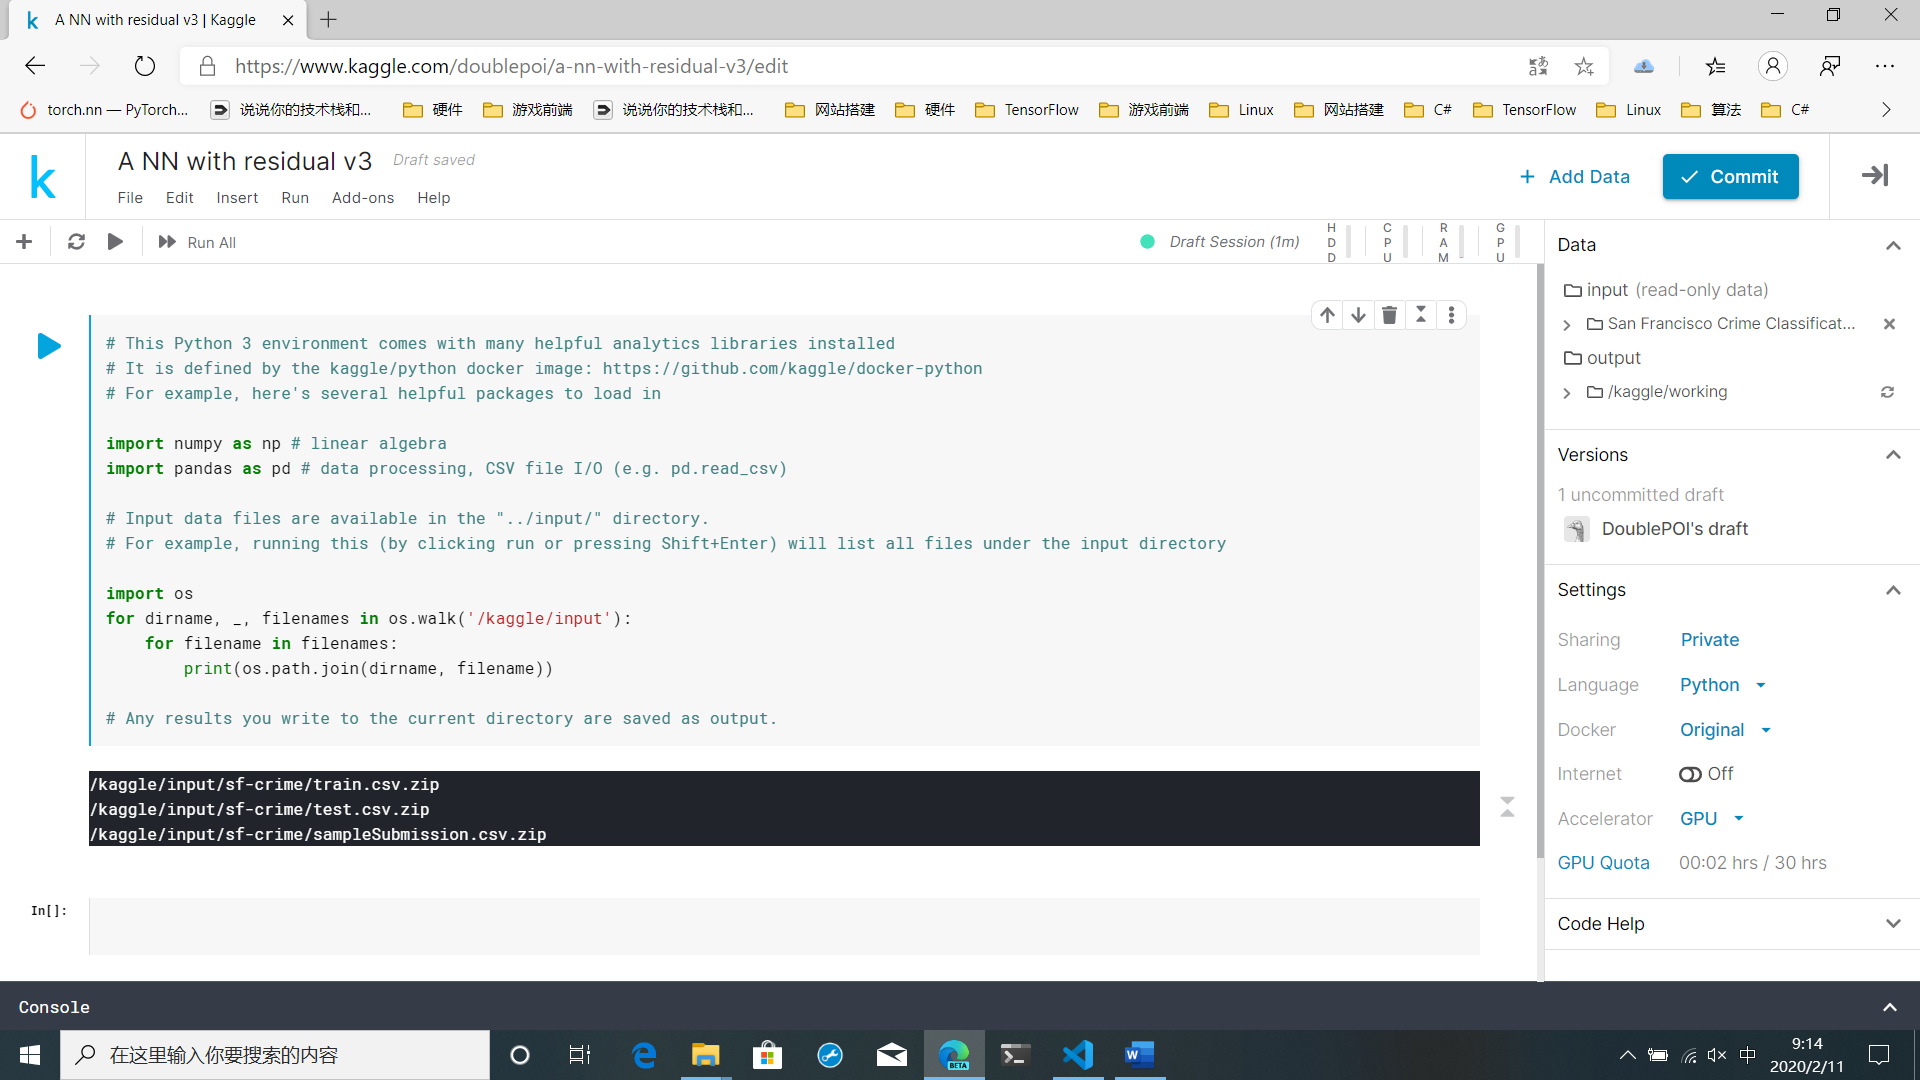 A NN with residual v3 | Kaggle
https://www.kaggle.com/doublepoi/a-nn-with-residual-v3/edit
torch.nn — PyTorch... 说说你的技术栈和... 硬件 游戏前端 说说你的技术栈和... 网站搭建 硬件 TensorFlow 游戏前端 Linux 网站搭建 C# TensorFlow Linux 算法 C#
A NN with residual v3 Draft saved
File Edit Insert Run Add-ons Help
+ Add Data
Commit
Run All
Draft Session (1m)
HDD CPU RAM GPU
# This Python 3 environment comes with many helpful analytics libraries installed
# It is defined by the kaggle/python docker image: https://github.com/kaggle/docker-python
# For example, here's several helpful packages to load in
import numpy as np # linear algebra
import pandas as pd # data processing, CSV file I/O (e.g. pd.read_csv)
# Input data files are available in the "../input/" directory.
# For example, running this (by clicking run or pressing Shift+Enter) will list all files under the input directory
import os
for dirname, _, filenames in os.walk('/kaggle/input'):
    for filename in filenames:
        print(os.path.join(dirname, filename))
# Any results you write to the current directory are saved as output.
/kaggle/input/sf-crime/train.csv.zip
/kaggle/input/sf-crime/test.csv.zip
/kaggle/input/sf-crime/sampleSubmission.csv.zip
In[]:
Data
input (read-only data)
San Francisco Crime Classificat...
output
/kaggle/working
Versions
1 uncommitted draft
DoublePOI's draft
Settings
Sharing Private
Language Python
Docker Original
Internet Off
Accelerator GPU
GPU Quota 00:02 hrs / 30 hrs
Code Help
Console
在这里输入你要搜索的内容
BETA
中
9:14
2020/2/11